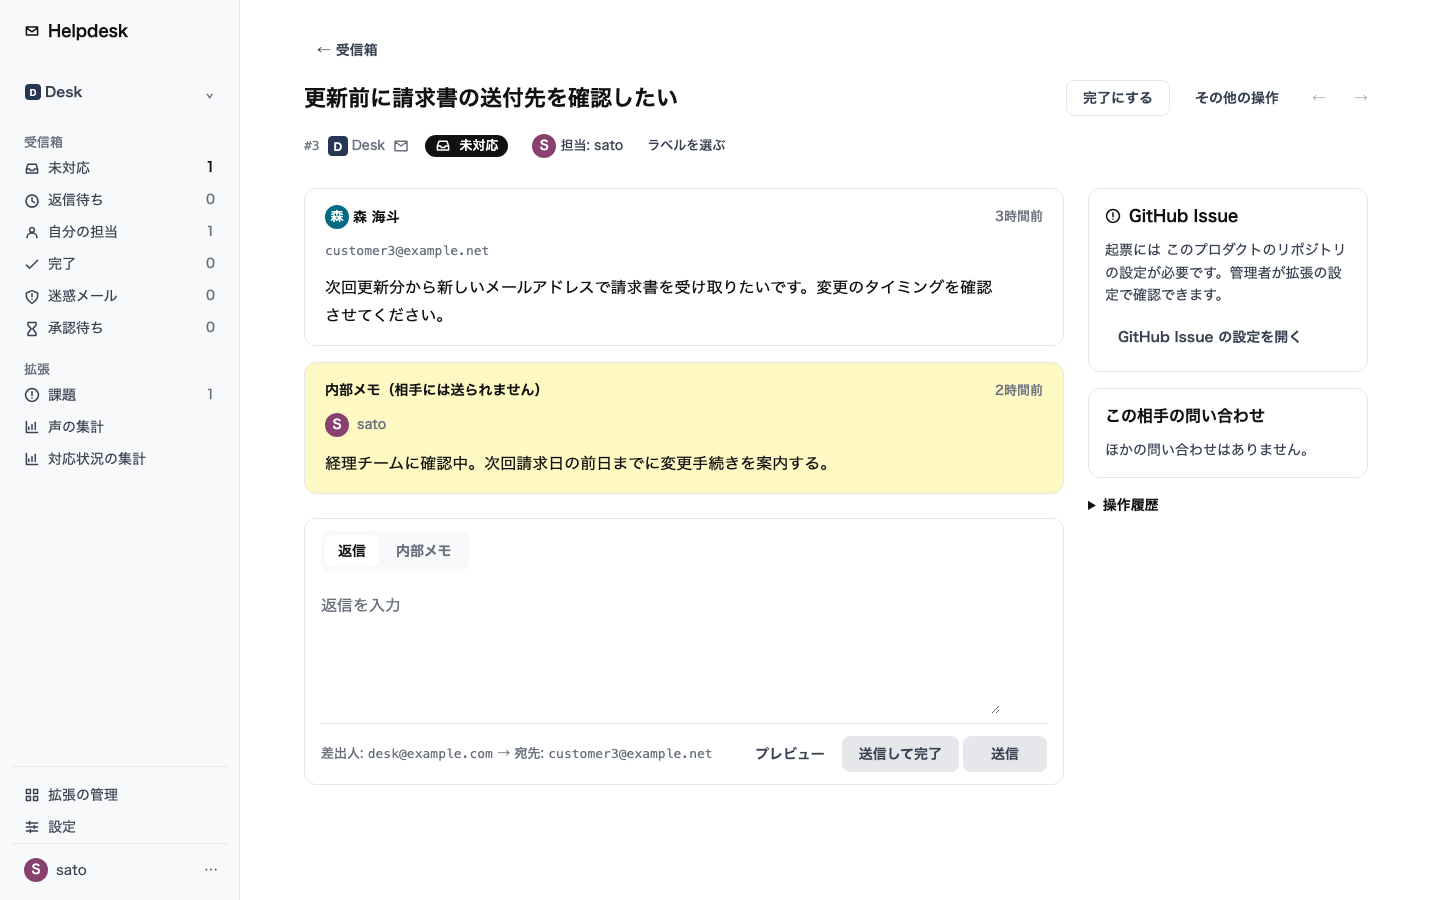 Helpdesk
D Desk
受信箱
未対応 1
返信待ち 0
自分の担当 1
完了 0
迷惑メール 0
承認待ち 0
拡張
課題 1
声の集計
対応状況の集計
拡張の管理
設定
S sato ...
← 受信箱
更新前に請求書の送付先を確認したい
完了にする その他の操作 ← →
#3 D Desk 未対応 S 担当: sato ラベルを選ぶ
森 森 海斗 3時間前
customer3@example.net
次回更新分から新しいメールアドレスで請求書を受け取りたいです。変更のタイミングを確認
させてください。
内部メモ（相手には送られません） 2時間前
S sato
経理チームに確認中。次回請求日の前日までに変更手続きを案内する。
返信 内部メモ
返信を入力
差出人: desk@example.com → 宛先: customer3@example.net プレビュー 送信して完了 送信
GitHub Issue
起票には このプロダクトのリポジトリ
の設定が必要です。管理者が拡張の設
定で確認できます。
GitHub Issue の設定を開く
この相手の問い合わせ
ほかの問い合わせはありません。
▶ 操作履歴